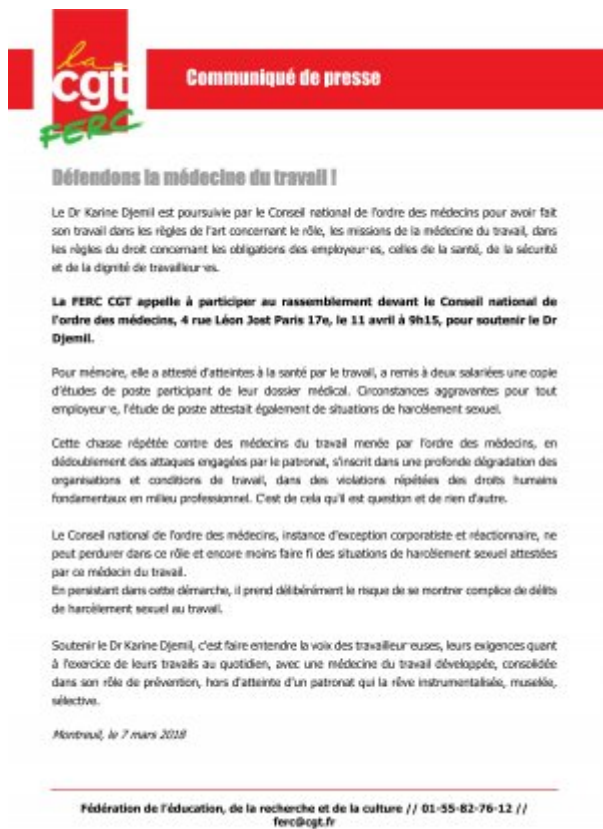 la
cgt
FERC
Communiqué de presse
Défendons la médecine du travail !
Le Dr Karine Djemil est poursuivie par le Conseil national de l'ordre des médecins pour avoir fait
son travail dans les règles de l'art concernant le rôle, les missions de la médecine du travail, dans
les règles du droit concernant les obligations des employeur·es, celles de la santé, de la sécurité
et de la dignité de travailleur·es.
La FERC CGT appelle à participer au rassemblement devant le Conseil national de
l'ordre des médecins, 4 rue Léon Jost Paris 17e, le 11 avril à 9h15, pour soutenir le Dr
Djemil.
Pour mémoire, elle a attesté d'atteintes à la santé par le travail, a remis à deux salariées une copie
d'études de poste participant de leur dossier médical. Circonstances aggravantes pour tout
employeur·e, l'étude de poste attestait également de situations de harcèlement sexuel.
Cette chasse répétée contre des médecins du travail menée par l'ordre des médecins, en
dédoublement des attaques engagées par le patronat, s'inscrit dans une profonde dégradation des
organisations et conditions de travail, dans des violations répétées des droits humains
fondamentaux en milieu professionnel. C'est de cela qu'il est question et de rien d'autre.
Le Conseil national de l'ordre des médecins, instance d'exception corporatiste et réactionnaire, ne
peut perdurer dans ce rôle et encore moins faire fi des situations de harcèlement sexuel attestées
par ce médecin du travail.
En persistant dans cette démarche, il prend délibérément le risque de se montrer complice de délits
de harcèlement sexuel au travail.
Soutenir le Dr Karine Djemil, c'est faire entendre la voix des travailleur·euses, leurs exigences quant
à l'exercice de leurs travails au quotidien, avec une médecine du travail développée, consolidée
dans son rôle de prévention, hors d'atteinte d'un patronat qui la rêve instrumentalisée, muselée,
sélective.
Montreuil, le 7 mars 2018
Fédération de l'éducation, de la recherche et de la culture // 01-55-82-76-12 //
ferc@cgt.fr